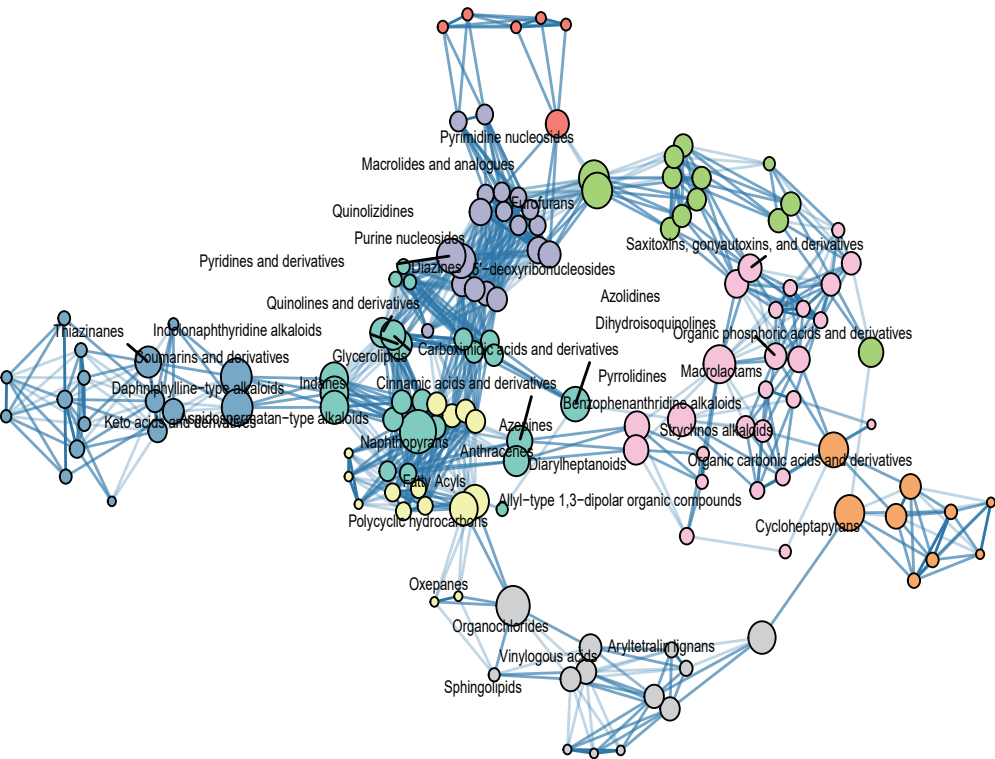 Pyrimidine nucleosides
Macrolides and analogues
Eurofurans
Quinolizidines
Purine nucleosides
Saxitoxins, gonyautoxins, and derivatives
Pyridines and derivatives
Diazines
5'−deoxyribonucleosides
Azolidines
Quinolines and derivatives
Dihydroisoquinolines
Thiazinanes
Indolonaphthyridine alkaloids
Organic phosphoric acids and derivatives
Coumarins and derivatives
Glycerolipids
Carboximidic acids and derivatives
Macrolactams
Pyrrolidines
Daphniphylline−type alkaloids
Indanes
Cinnamic acids and derivatives
Benzophenanthridine alkaloids
Keto acids and derivatives
Aspidospermatan−type alkaloids
Azepines
Strychnos alkaloids
Naphthopyrans
Anthracenes
Diarylheptanoids
Organic carbonic acids and derivatives
Fatty Acyls
Allyl−type 1,3−dipolar organic compounds
Polycyclic hydrocarbons
Cycloheptapyrans
Oxepanes
Organochlorides
Vinylogous acids
Aryltetralin lignans
Sphingolipids